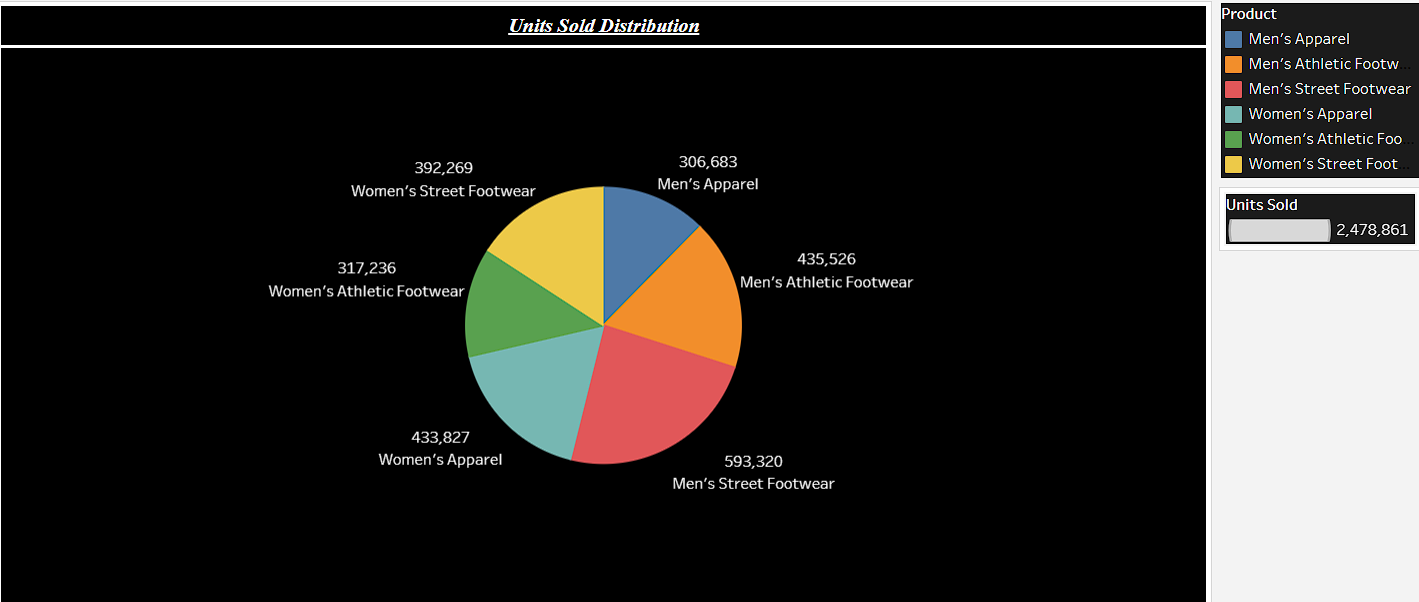 Units Sold Distribution
392,269
Women's Street Footwear
306,683
Men's Apparel
435,526
Men's Athletic Footwear
317,236
Women's Athletic Footwear
433,827
Women's Apparel
593,320
Men's Street Footwear
Product
Men's Apparel
Men's Athletic Footw...
Men's Street Footwear
Women's Apparel
Women's Athletic Foo...
Women's Street Foot...
Units Sold
2,478,861